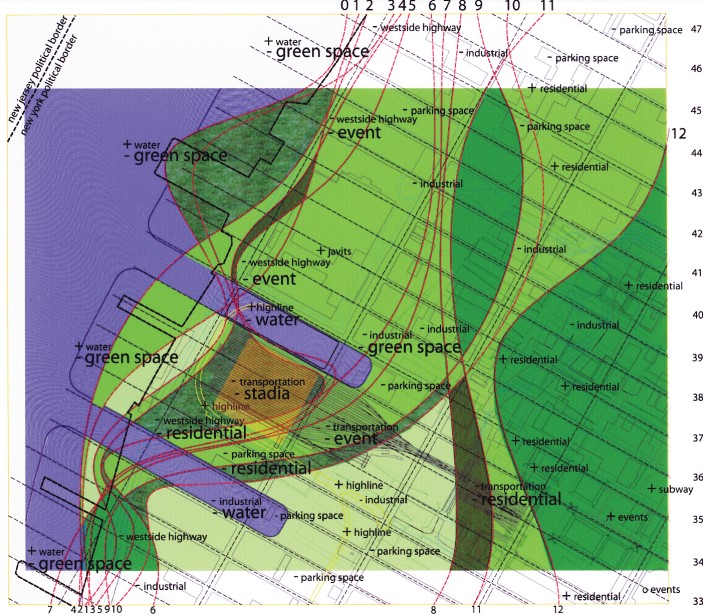 0 1 2 3 4 5 6 7 8 9 10 11
new jersey political border
new york political border
- westside highway
- parking space
47
+ water
- green space
- industrial
- parking space
46
+ residential
- parking space
45
- westside highway
- event
- parking space
12
+ water
- green space
44
+ residential
- industrial
43
42
+ javits
- industrial
- westside highway
- event
41
+ residential
+ highline
- water
40
- industrial
- industrial
- industrial
+ water
- green space
- green space
39
+ residential
- transportation
- stadia
- parking space
+ residential
38
+ highline
- westside highway
- residential
- transportation
- event
37
+ residential
- parking space
- residential
+ residential
36
+ highline
- transportation
- residential
+ subway
- industrial
- water
- industrial
- parking space
+ events
35
+ highline
- westside highway
+ water
- green space
- parking space
34
- parking space
- industrial
o events
+ residential
33
7 4 2 1 3 5 9 10 6 8 11 12